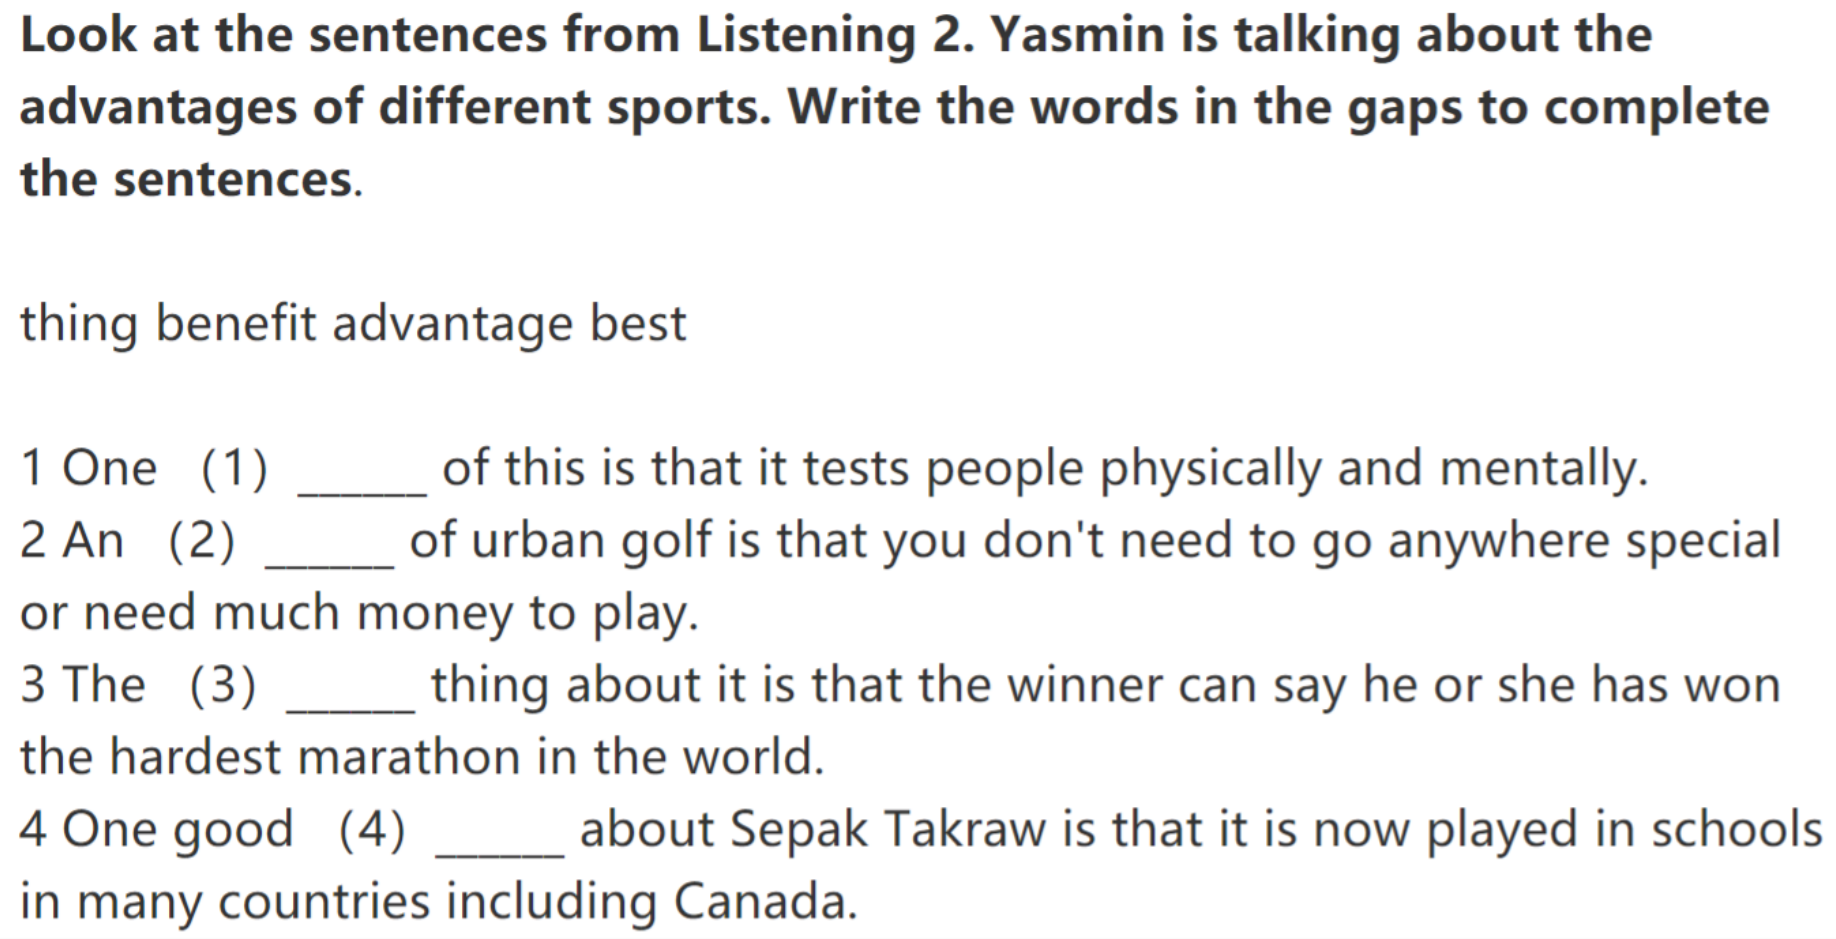 Look at the sentences from Listening 2. Yasmin is talking about the
advantages of different sports. Write the words in the gaps to complete
the sentences.
thing benefit advantage best
1 One （1）______ of this is that it tests people physically and mentally.
2 An （2）______ of urban golf is that you don't need to go anywhere special
or need much money to play.
3 The （3）______ thing about it is that the winner can say he or she has won
the hardest marathon in the world.
4 One good （4）______ about Sepak Takraw is that it is now played in schools
in many countries including Canada.